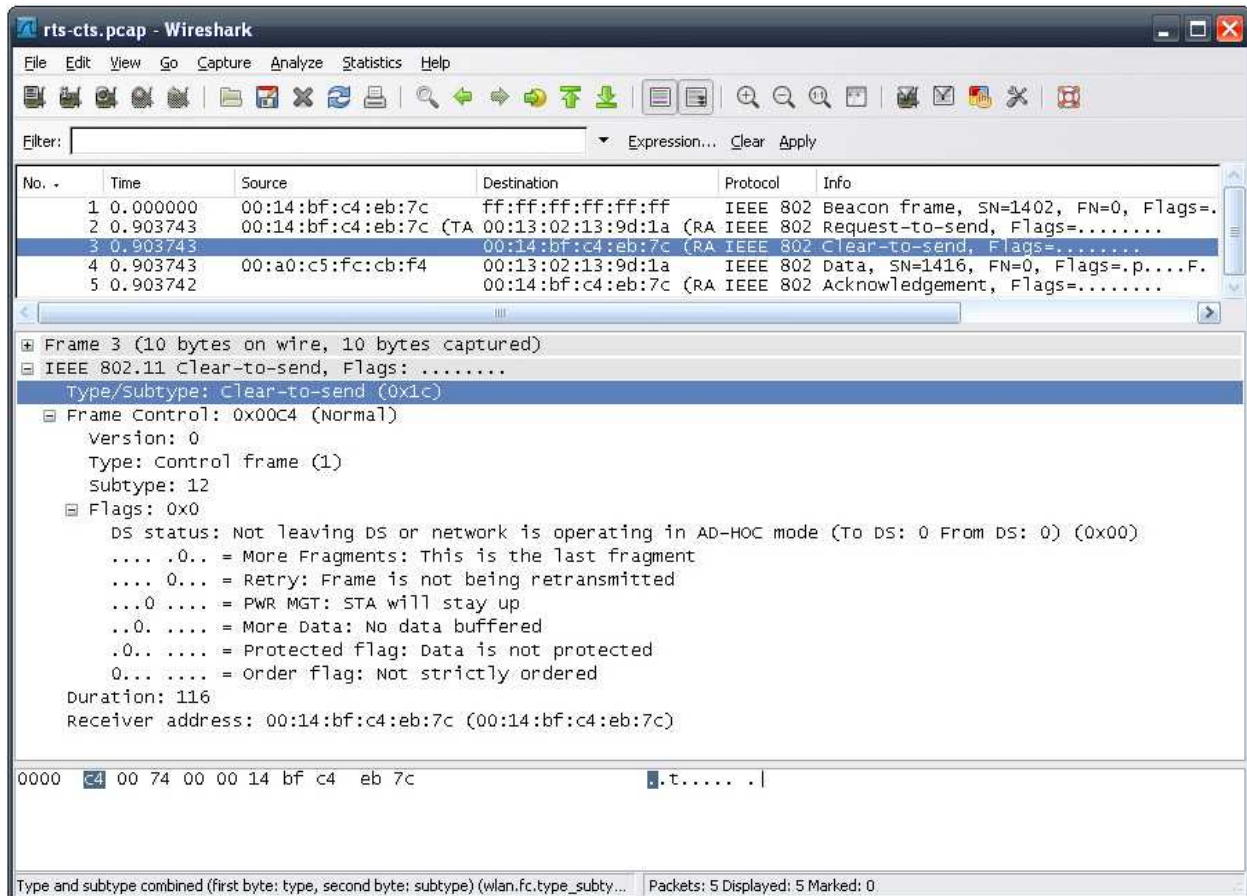 rts-cts.pcap - Wireshark
File Edit View Go Capture Analyze Statistics Help
Filter: Expression... Clear Apply
No. Time Source Destination Protocol Info
1 0.000000 00:14:bf:c4:eb:7c ff:ff:ff:ff:ff:ff IEEE 802 Beacon frame, SN=1402, FN=0, Flags=.
2 0.903743 00:14:bf:c4:eb:7c (TA 00:13:02:13:9d:1a (RA IEEE 802 Request-to-send, Flags=........
3 0.903743 00:14:bf:c4:eb:7c (RA IEEE 802 Clear-to-send, Flags=........
4 0.903743 00:a0:c5:fc:cb:f4 00:13:02:13:9d:1a IEEE 802 Data, SN=1416, FN=0, Flags=.p....F.
5 0.903742 00:14:bf:c4:eb:7c (RA IEEE 802 Acknowledgement, Flags=........
Frame 3 (10 bytes on wire, 10 bytes captured)
IEEE 802.11 Clear-to-send, Flags: ........
Type/Subtype: Clear-to-send (0x1c)
Frame Control: 0x00C4 (Normal)
Version: 0
Type: Control frame (1)
Subtype: 12
Flags: 0x0
DS status: Not leaving DS or network is operating in AD-HOC mode (To DS: 0 From DS: 0) (0x00)
.... .0.. = More Fragments: This is the last fragment
.... 0... = Retry: Frame is not being retransmitted
...0 .... = PWR MGT: STA will stay up
..0. .... = More Data: No data buffered
.0.. .... = Protected flag: Data is not protected
0... .... = Order flag: Not strictly ordered
Duration: 116
Receiver address: 00:14:bf:c4:eb:7c (00:14:bf:c4:eb:7c)
0000 c4 00 74 00 00 14 bf c4 eb 7c ..t..... .|
Type and subtype combined (first byte: type, second byte: subtype) (wlan.fc.type_subty... Packets: 5 Displayed: 5 Marked: 0